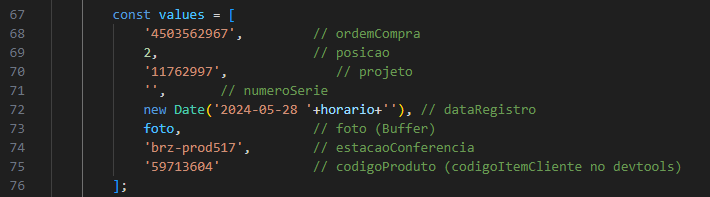 67 const values = [
68 '4503562967', // ordemCompra
69 2, // posicao
70 '11762997', // projeto
71 '', // numeroSerie
72 new Date('2024-05-28 '+horario+''), // dataRegistro
73 foto, // foto (Buffer)
74 'brz-prod517', // estacaoConferencia
75 '59713604' // codigoProduto (codigoItemCliente no devtools)
76 ];